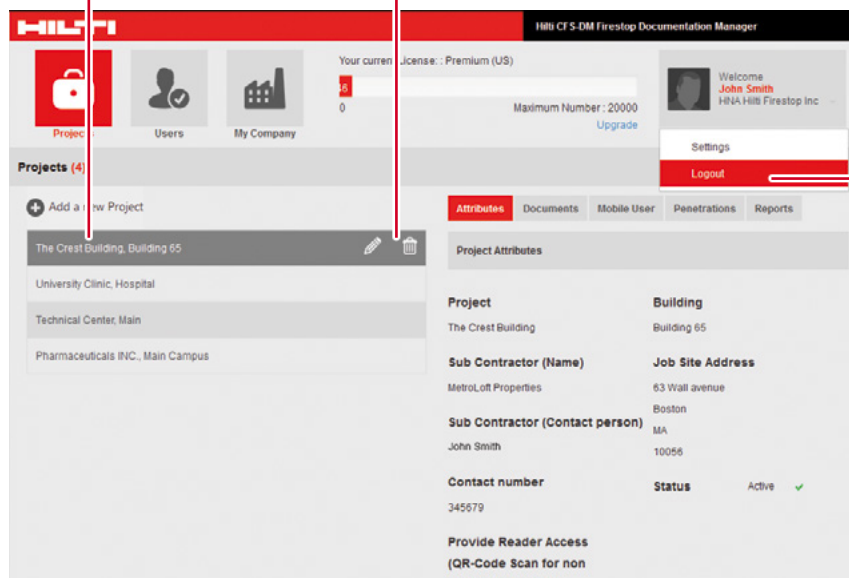 HILTI
Hilti CFS-DM Firestop Documentation Manager
Your current License: : Premium (US)
0
Maximum Number : 20000
Upgrade
Welcome
John Smith
HNA Hilti Firestop Inc
Projects
Users
My Company
Settings
Logout
Projects (4)
Add a new Project
Attributes Documents Mobile User Penetrations Reports
The Crest Building, Building 65
University Clinic, Hospital
Technical Center, Main
Pharmaceuticals INC., Main Campus
Project Attributes
Project Building
The Crest Building Building 65
Sub Contractor (Name) Job Site Address
MetroLoft Properties 63 Wall avenue
Boston
Sub Contractor (Contact person) MA
John Smith 10056
Contact number Status Active
345679
Provide Reader Access
(QR-Code Scan for non